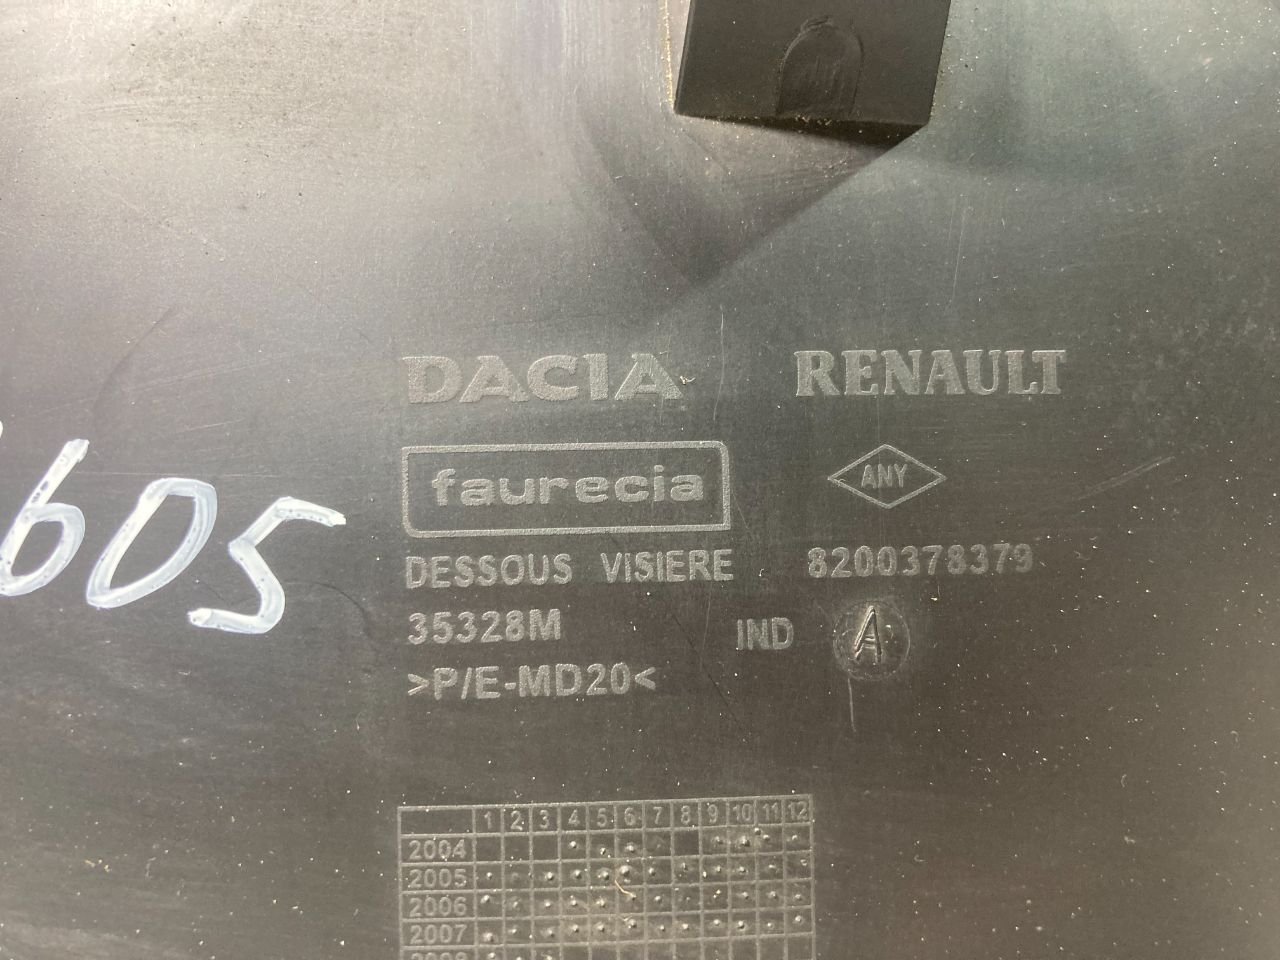 DACIA RENAULT
faurecia ANY
605
DESSOUS VISIERE 8200378379
35328M IND A
>P/E-MD20<
1 2 3 4 5 6 7 8 9 10 11 12
2004
2005
2006
2007